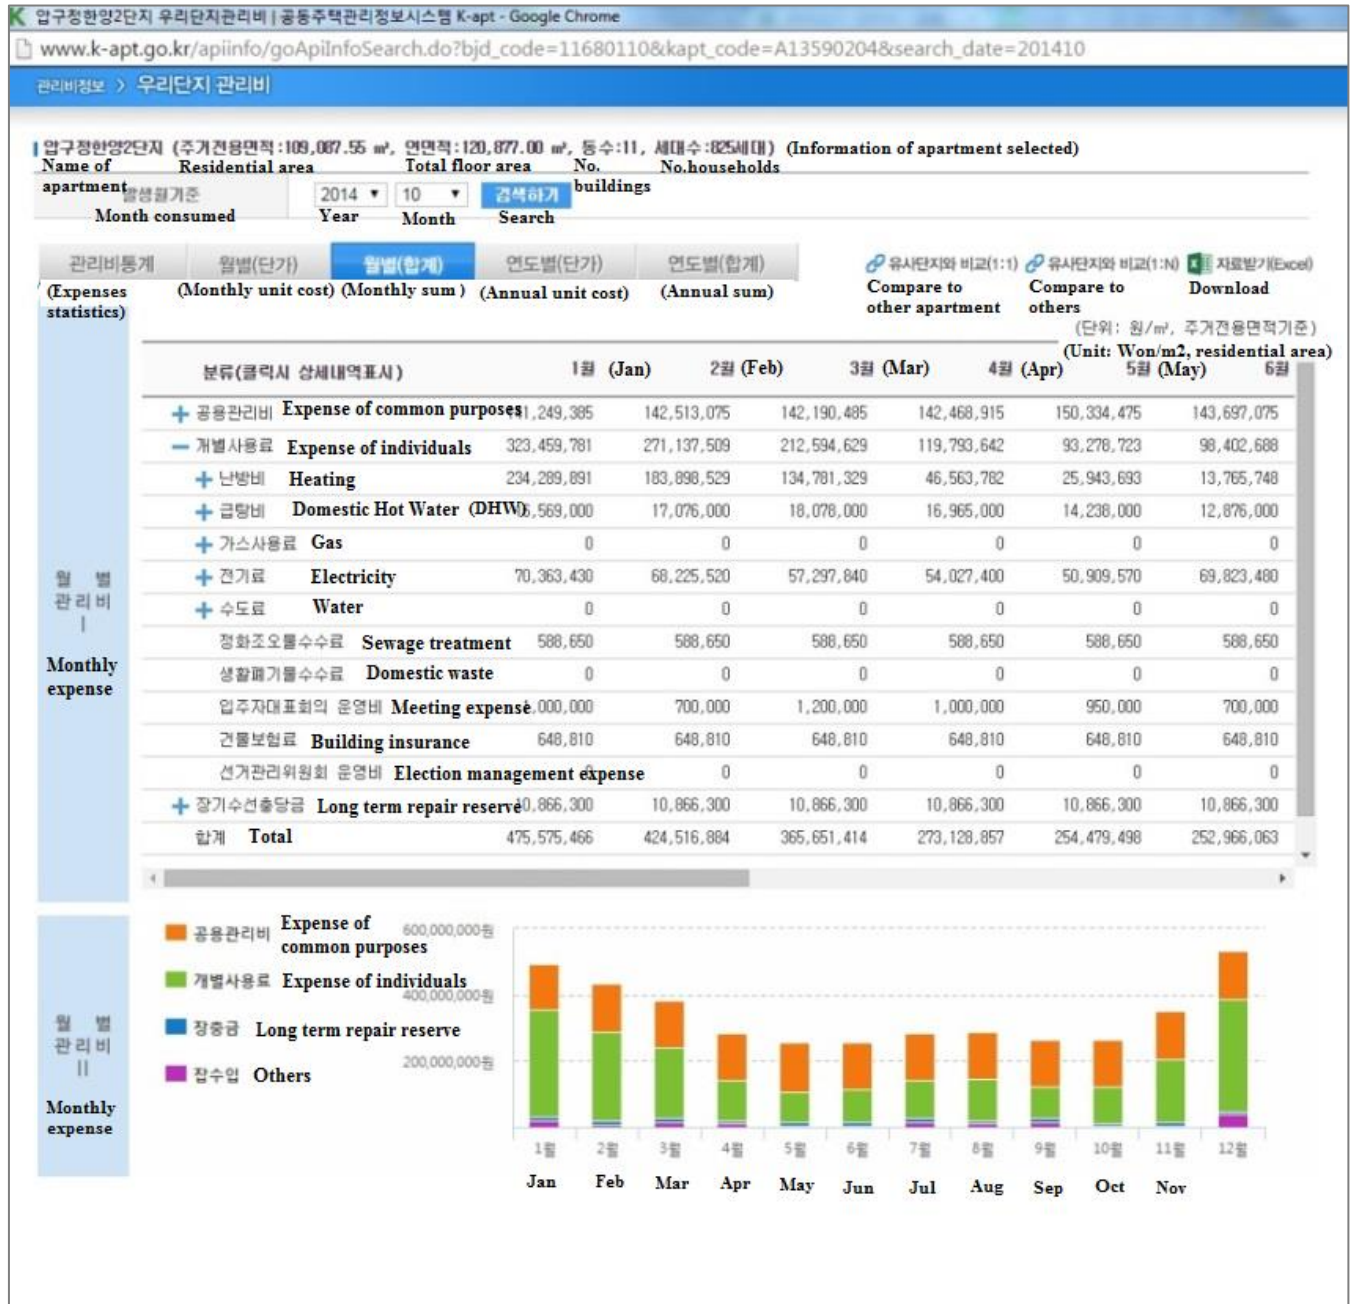 압구정한양2단지 우리단지관리비 | 공동주택관리정보시스템 K-apt - Google Chrome
www.k-apt.go.kr/apiinfo/goApiInfoSearch.do?bjd_code=11680110&kapt_code=A13590204&search_date=201410
관리비정보 > 우리단지 관리비
압구정한양2단지 (주거전용면적:109,087.55 ㎡, 연면적:120,877.00 ㎡, 동수:11, 세대수:825세대) (Information of apartment selected)
Name of apartment Residential area Total floor area No. buildings No.households
발생월기준 2014 10 검색하기
Month consumed Year Month Search
관리비통계 월별(단가) 월별(합계) 연도별(단가) 연도별(합계) 유사단지와 비교(1:1) 유사단지와 비교(1:N) 자료받기(Excel)
(Expenses statistics) (Monthly unit cost) (Monthly sum ) (Annual unit cost) (Annual sum) Compare to other apartment Compare to others Download
(단위: 원/㎡, 주거전용면적기준)
(Unit: Won/m2, residential area)
분류(클릭시 상세내역표시) 1월 (Jan) 2월 (Feb) 3월 (Mar) 4월 (Apr) 5월 (May) 6월
공용관리비 Expense of common purposes 41,249,385 142,513,075 142,190,485 142,468,915 150,334,475 143,697,075
개별사용료 Expense of individuals 323,459,781 271,137,509 212,594,629 119,793,642 93,278,723 98,402,688
난방비 Heating 234,289,891 183,898,529 134,781,329 46,563,782 25,943,693 13,765,748
급탕비 Domestic Hot Water (DHW) 6,569,000 17,076,000 18,078,000 16,965,000 14,238,000 12,876,000
가스사용료 Gas 0 0 0 0 0 0
전기료 Electricity 70,363,430 68,225,520 57,297,840 54,027,400 50,909,570 69,823,480
수도료 Water 0 0 0 0 0 0
정화조오물수수료 Sewage treatment 588,650 588,650 588,650 588,650 588,650 588,650
생활폐기물수수료 Domestic waste 0 0 0 0 0 0
입주자대표회의 운영비 Meeting expense ,000,000 700,000 1,200,000 1,000,000 950,000 700,000
건물보험료 Building insurance 648,810 648,810 648,810 648,810 648,810 648,810
선거관리위원회 운영비 Election management expense 0 0 0 0 0
장기수선충당금 Long term repair reserve 10,866,300 10,866,300 10,866,300 10,866,300 10,866,300 10,866,300
합계 Total 475,575,466 424,516,884 365,651,414 273,128,857 254,479,498 252,966,063
월 별
관리비
I
Monthly
expense
공용관리비 Expense of common purposes
개별사용료 Expense of individuals
장충금 Long term repair reserve
잡수입 Others
600,000,000원
400,000,000원
200,000,000원
월 별
관리비
II
Monthly
expense
1월 2월 3월 4월 5월 6월 7월 8월 9월 10월 11월 12월
Jan Feb Mar Apr May Jun Jul Aug Sep Oct Nov